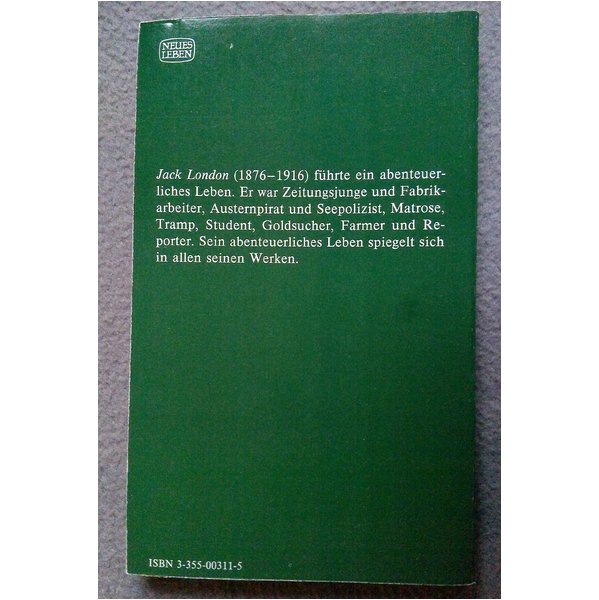 NEUES
LEBEN
Jack London (1876–1916) führte ein abenteuer-
liches Leben. Er war Zeitungsjunge und Fabrik-
arbeiter, Austernpirat und Seepolizist, Matrose,
Tramp, Student, Goldsucher, Farmer und Re-
porter. Sein abenteuerliches Leben spiegelt sich
in allen seinen Werken.
ISBN 3-355-00311-5